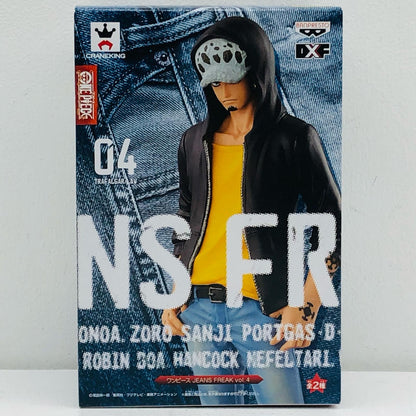 CRANEKING
BANPRESTO
DXF
ONE PIECE
04
TRAFALGAR.LAW
NS FR
ONOA. ZORO SANJI PORTGAS・D・
ROBIN BOA. HANCOCK NEFELTARI.
ワンピース JEANS FREAK vol.4
全2種